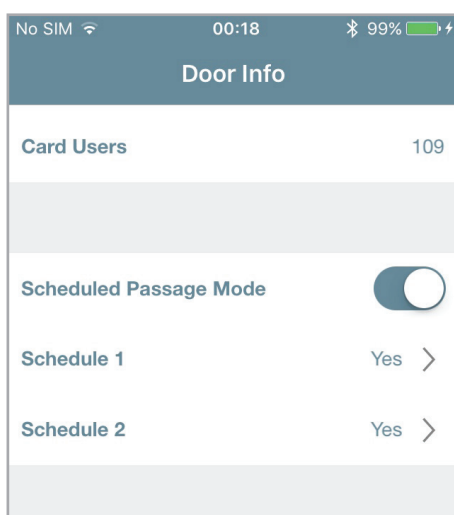 No SIM 00:18 99%
Door Info
Card Users 109
Scheduled Passage Mode
Schedule 1 Yes
Schedule 2 Yes